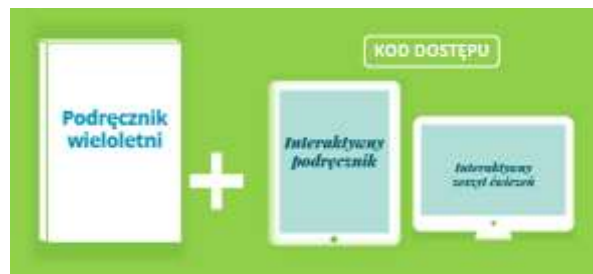 KOD DOSTĘPU
Podręcznik
wieloletni
Interaktywny
podręcznik
Interaktywny
zeszyt ćwiczeń